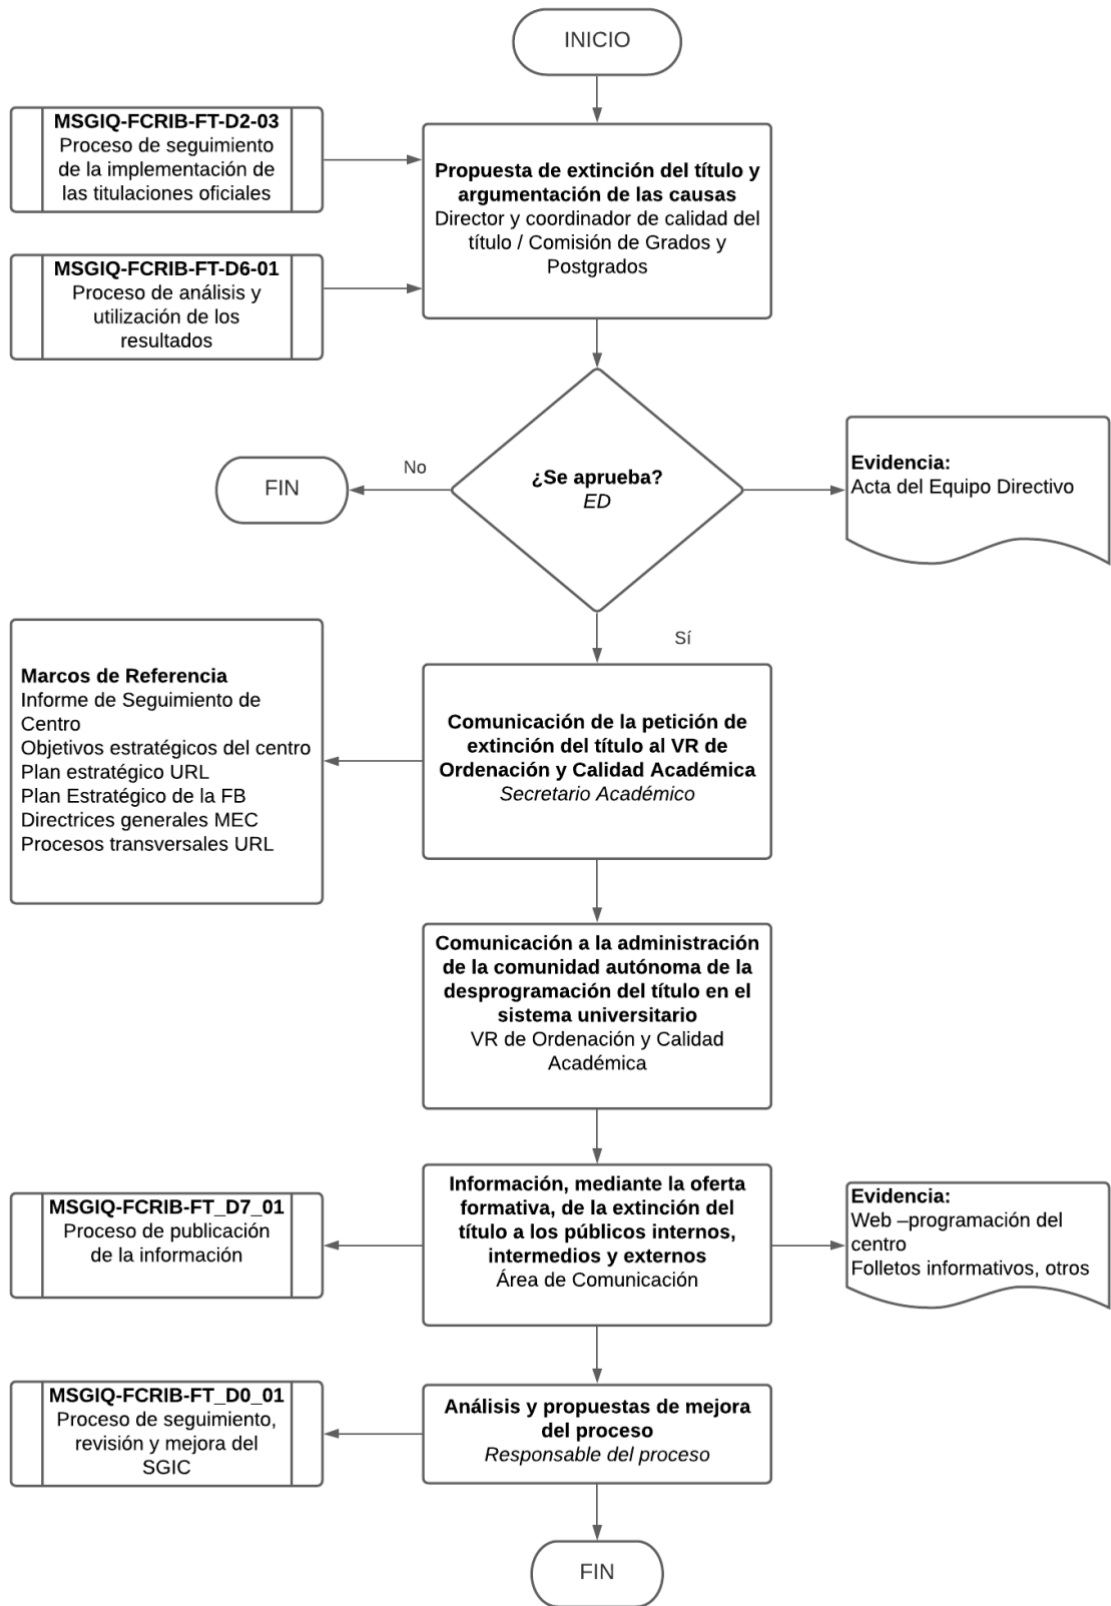 INICIO
MSGIQ-FCRIB-FT-D2-03
Proceso de seguimiento
de la implementación de
las titulaciones oficiales
Propuesta de extinción del título y
argumentación de las causas
Director y coordinador de calidad del
título / Comisión de Grados y
Postgrados
MSGIQ-FCRIB-FT-D6-01
Proceso de análisis y
utilización de los
resultados
¿Se aprueba?
ED
No
FIN
Evidencia:
Acta del Equipo Directivo
Sí
Marcos de Referencia
Informe de Seguimiento de
Centro
Objetivos estratégicos del centro
Plan estratégico URL
Plan Estratégico de la FB
Directrices generales MEC
Procesos transversales URL
Comunicación de la petición de
extinción del título al VR de
Ordenación y Calidad Académica
Secretario Académico
Comunicación a la administración
de la comunidad autónoma de la
desprogramación del título en el
sistema universitario
VR de Ordenación y Calidad
Académica
MSGIQ-FCRIB-FT_D7_01
Proceso de publicación
de la información
Información, mediante la oferta
formativa, de la extinción del
título a los públicos internos,
intermedios y externos
Área de Comunicación
Evidencia:
Web –programación del
centro
Folletos informativos, otros
MSGIQ-FCRIB-FT_D0_01
Proceso de seguimiento,
revisión y mejora del
SGIC
Análisis y propuestas de mejora
del proceso
Responsable del proceso
FIN